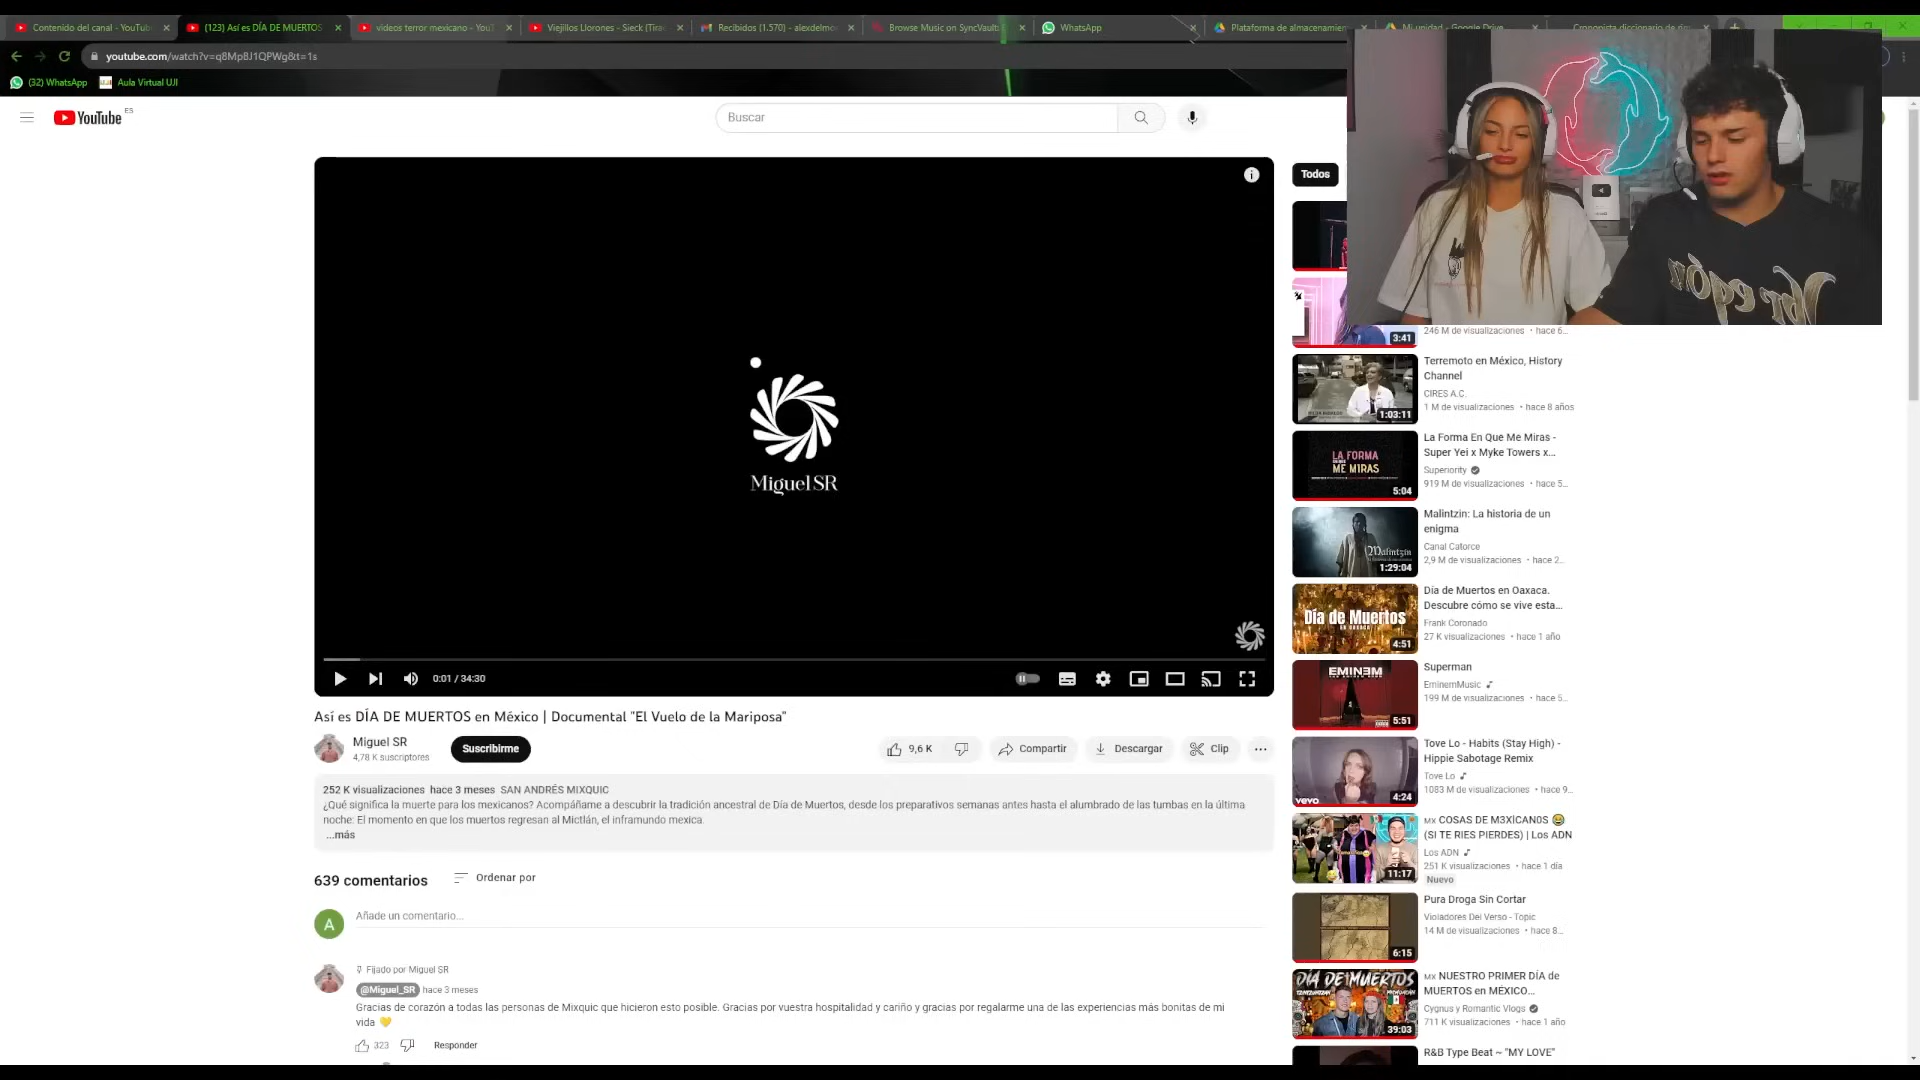 Contenido del canal - YouTub
(123) Así es DÍA DE MUERTOS
videos terror mexicano - You
Viejillos Llorones - Sieck (Tira
Recibidos (1.570) - alexdelmo
Browse Music on SyncVault
WhatsApp
Plataforma de almacenamien
Mi unidad - Google Drive
Cronopista diccionario de
youtube.com/watch?v=q8MpBJ1QPWg&t=1s
(32) WhatsApp
Aula Virtual UJI
YouTube ES
Buscar
Todos
Miguel SR
0:01 / 34:30
Así es DÍA DE MUERTOS en México | Documental "El Vuelo de la Mariposa"
Miguel SR
4,78 K suscriptores
Suscribirme
9,6 K
Compartir
Descargar
Clip
252 K visualizaciones hace 3 meses SAN ANDRÉS MIXQUIC
¿Qué significa la muerte para los mexicanos? Acompáñame a descubrir la tradición ancestral de Día de Muertos, desde los preparativos semanas antes hasta el alumbrado de las tumbas en la última
noche: El momento en que los muertos regresan al Mictlán, el inframundo mexica.
...más
639 comentarios
Ordenar por
A
Añade un comentario...
Fijado por Miguel SR
@Miguel_SR hace 3 meses
Gracias de corazón a todas las personas de Mixquic que hicieron esto posible. Gracias por vuestra hospitalidad y cariño y gracias por regalarme una de las experiencias más bonitas de mi
vida
323
Responder
246 M de visualizaciones • hace 6...
3:41
Terremoto en México, History
Channel
CIRES A.C.
1 M de visualizaciones • hace 8 años
1:03:11
La Forma En Que Me Miras -
Super Yei x Myke Towers x...
Superiority
919 M de visualizaciones • hace 5...
LA FORMA
ME MIRAS
5:04
Malintzin: La historia de un
enigma
Canal Catorce
2,9 M de visualizaciones • hace 2...
Malintzin
1:29:04
Día de Muertos en Oaxaca.
Descubre cómo se vive esta...
Frank Coronado
27 K visualizaciones • hace 1 año
Día de Muertos
4:51
Superman
EminemMusic
199 M de visualizaciones • hace 5...
EMINEM
5:51
Tove Lo - Habits (Stay High) -
Hippie Sabotage Remix
Tove Lo
1083 M de visualizaciones • hace 9...
vevo
4:24
MX COSAS DE M3XÍCAN0S
(SI TE RIES PIERDES) | Los ADN
Los ADN
251 K visualizaciones • hace 1 día
Nuevo
11:17
Pura Droga Sin Cortar
Violadores Del Verso - Topic
14 M de visualizaciones • hace 8...
6:15
MX NUESTRO PRIMER DÍA de
MUERTOS en MÉXICO...
Cygnus y Romantic Vlogs
711 K visualizaciones • hace 1 año
DÍA DE MUERTOS
39:03
R&B Type Beat ~ "MY LOVE"